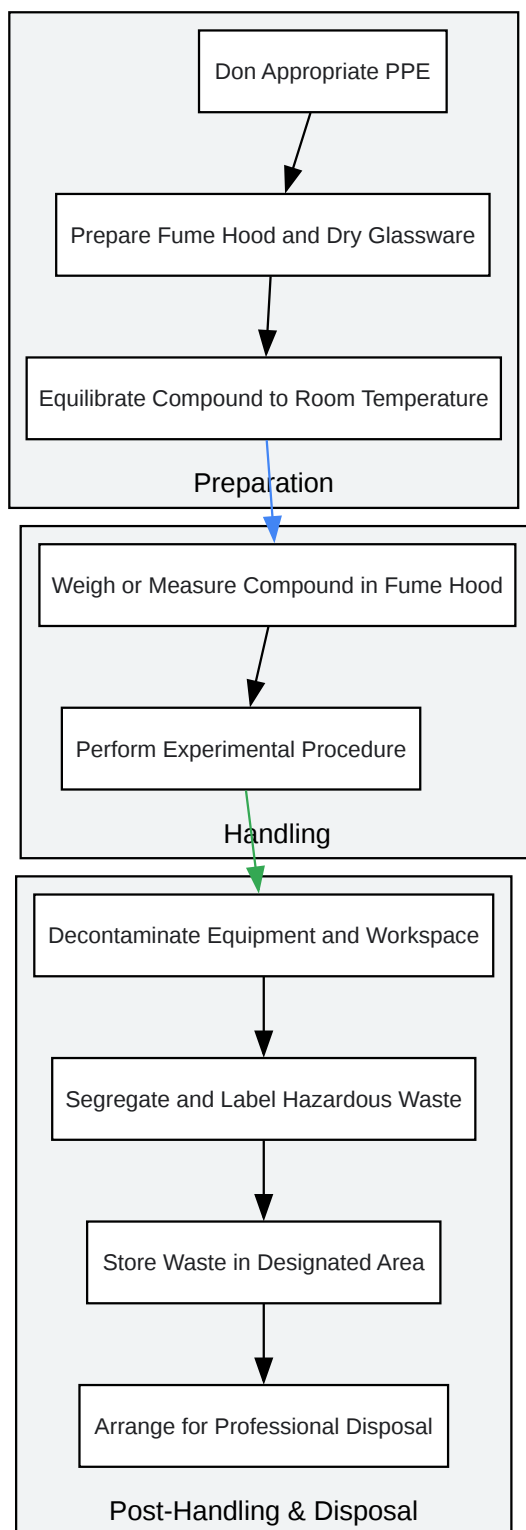 Don Appropriate PPE
Prepare Fume Hood and Dry Glassware
Equilibrate Compound to Room Temperature
Preparation
Weigh or Measure Compound in Fume Hood
Perform Experimental Procedure
Handling
Decontaminate Equipment and Workspace
Segregate and Label Hazardous Waste
Store Waste in Designated Area
Arrange for Professional Disposal
Post-Handling & Disposal